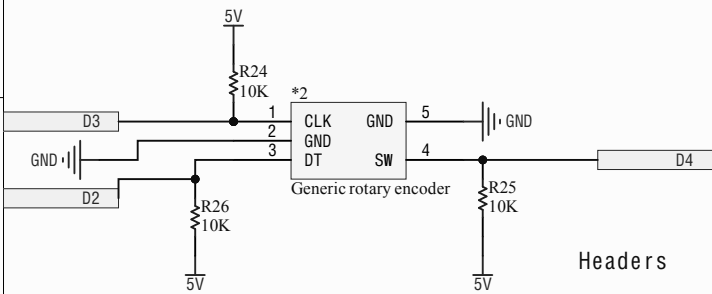 5V
R24
10K
*2
D3
1
CLK
GND
5
GND
2
GND
GND
3
DT
SW
4
D4
Generic rotary encoder
D2
R26
10K
R25
10K
5V
5V
Headers